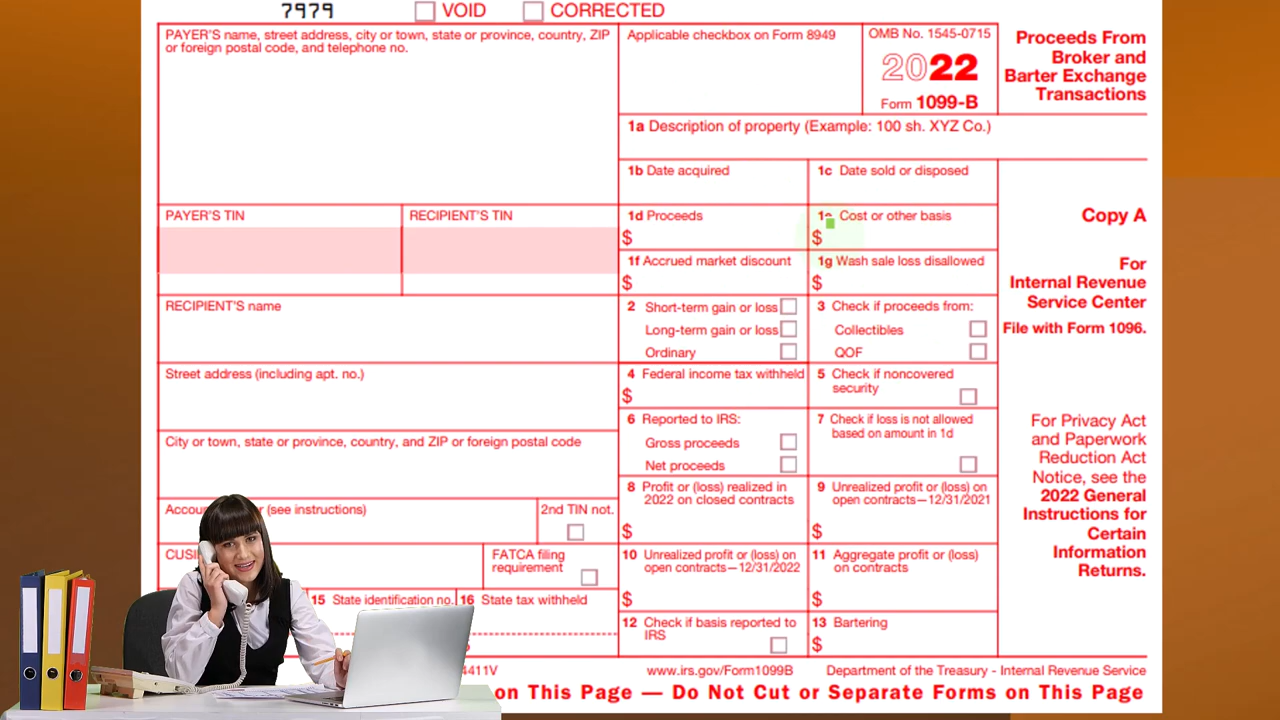 7979 VOID CORRECTED
PAYER'S name, street address, city or town, state or province, country, ZIP
or foreign postal code, and telephone no.
Applicable checkbox on Form 8949
OMB No. 1545-0715
2022
Form 1099-B
Proceeds From
Broker and
Barter Exchange
Transactions
1a Description of property (Example: 100 sh. XYZ Co.)
1b Date acquired
1c Date sold or disposed
PAYER'S TIN
RECIPIENT'S TIN
1d Proceeds
$
Cost or other basis
$
Copy A
1f Accrued market discount
$
1g Wash sale loss disallowed
$
For
Internal Revenue
Service Center
File with Form 1096.
RECIPIENT'S name
2 Short-term gain or loss
Long-term gain or loss
Ordinary
3 Check if proceeds from:
Collectibles
QOF
Street address (including apt. no.)
4 Federal income tax withheld
$
5 Check if noncovered
security
City or town, state or province, country, and ZIP or foreign postal code
6 Reported to IRS:
Gross proceeds
Net proceeds
7 Check if loss is not allowed
based on amount in 1d
For Privacy Act
and Paperwork
Reduction Act
Notice, see the
2022 General
Instructions for
Certain
Information
Returns.
(see instructions)
2nd TIN not.
8 Profit or (loss) realized in
2022 on closed contracts
$
9 Unrealized profit or (loss) on
open contracts—12/31/2021
$
FATCA filing
requirement
10 Unrealized profit or (loss) on
open contracts—12/31/2022
$
11 Aggregate profit or (loss)
on contracts
$
15 State identification no.
16 State tax withheld
12 Check if basis reported to
IRS
13 Bartering
$
4411V
www.irs.gov/Form1099B
Department of the Treasury - Internal Revenue Service
on This Page — Do Not Cut or Separate Forms on This Page